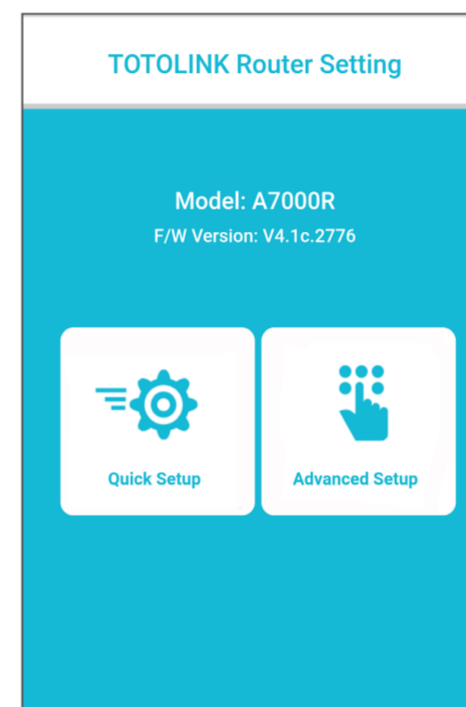 TOTOLINK Router Setting
Model: A7000R
F/W Version: V4.1c.2776
Quick Setup
Advanced Setup